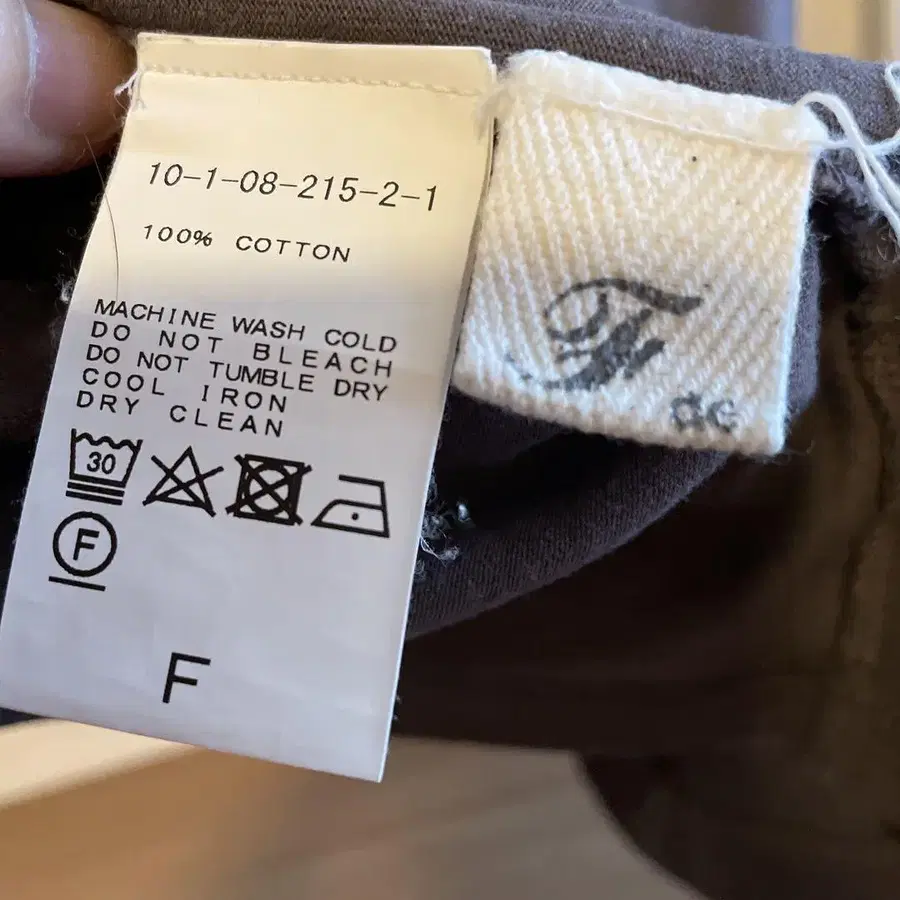 10-1-08-215-2-1
100% COTTON
MACHINE WASH COLD
DO NOT BLEACH
DO NOT TUMBLE DRY
COOL IRON
DRY CLEAN
30
F
F
F